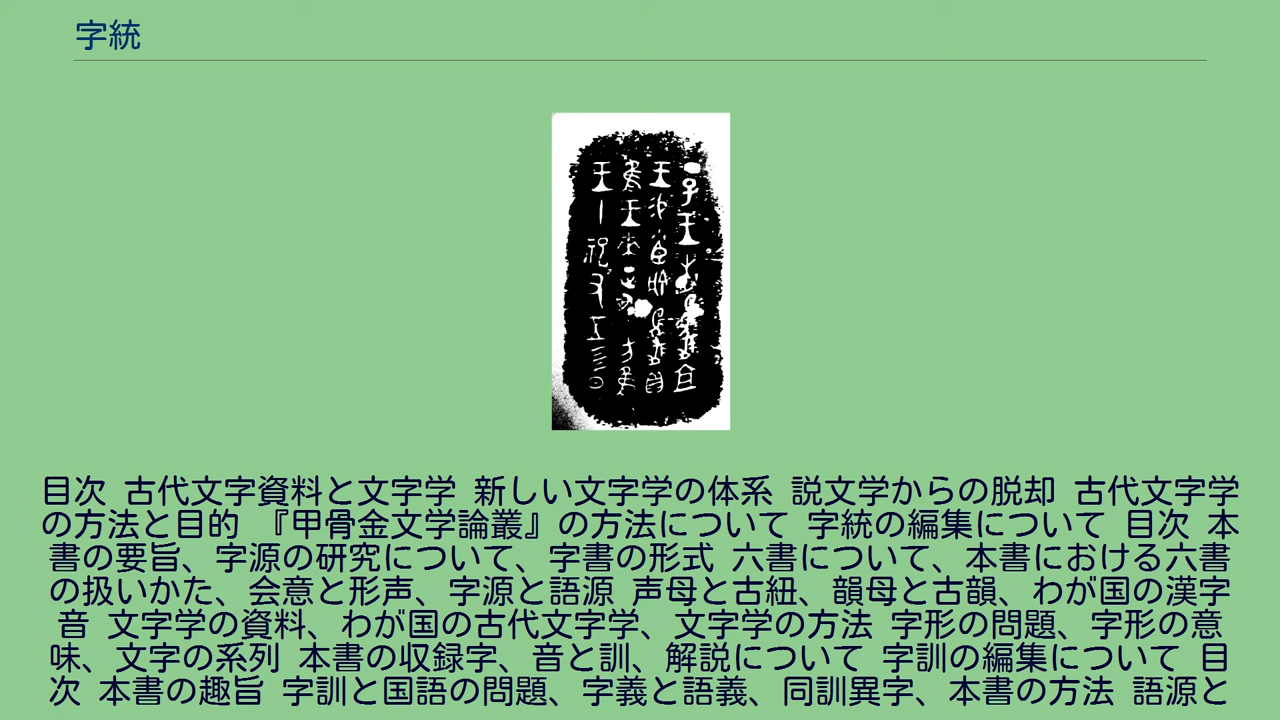 字統
目次 古代文字資料と文字学 新しい文字学の体系 説文学からの脱却 古代文字学
の方法と目的 『甲骨金文学論叢』の方法について 字統の編集について 目次 本
書の要旨、字源の研究について、字書の形式 六書について、本書における六書
の扱いかた、会意と形声、字源と語源 声母と古紐、韻母と古韻、わが国の漢字
音 文字学の資料、わが国の古代文字学、文字学の方法 字形の問題、字形の意
味、文字の系列 本書の収録字、音と訓、解説について 字訓の編集について 目
次 本書の趣旨 字訓と国語の問題、字義と語義、同訓異字、本書の方法 語源と